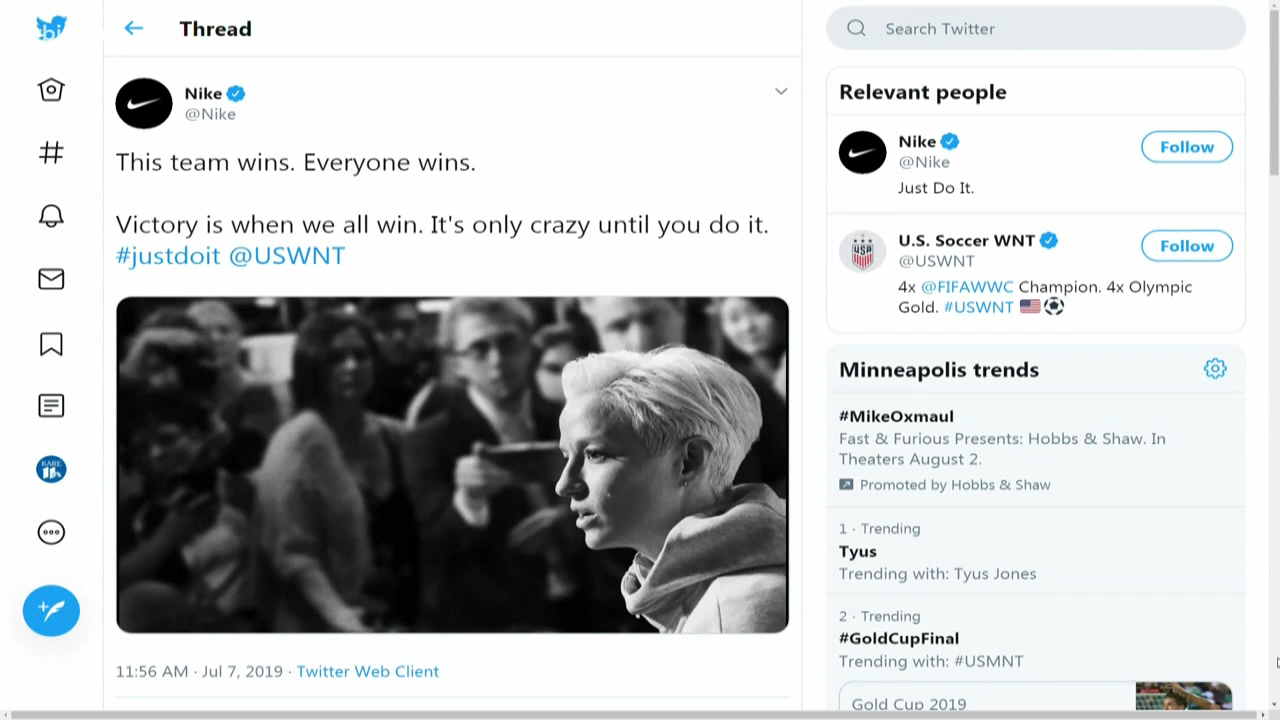 Thread
Search Twitter
Nike
@Nike
This team wins. Everyone wins.
Victory is when we all win. It's only crazy until you do it.
#justdoit @USWNT
11:56 AM · Jul 7, 2019 · Twitter Web Client
Relevant people
Nike
@Nike
Follow
Just Do It.
U.S. Soccer WNT
@USWNT
Follow
4x @FIFAWWC Champion. 4x Olympic
Gold. #USWNT
Minneapolis trends
#MikeOxmaul
Fast & Furious Presents: Hobbs & Shaw. In
Theaters August 2.
Promoted by Hobbs & Shaw
1 · Trending
Tyus
Trending with: Tyus Jones
2 · Trending
#GoldCupFinal
Trending with: #USMNT
Gold Cup 2019
KARE
11